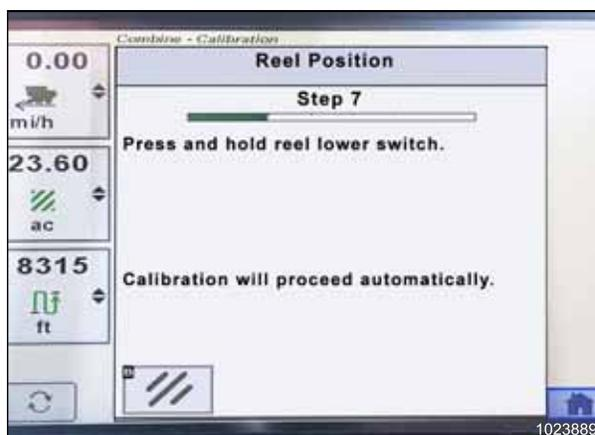 Combine - Calibration
0.00
mi/h
23.60
ac
8315
ft
Reel Position
Step 7
Press and hold reel lower switch.
Calibration will proceed automatically.
1023889